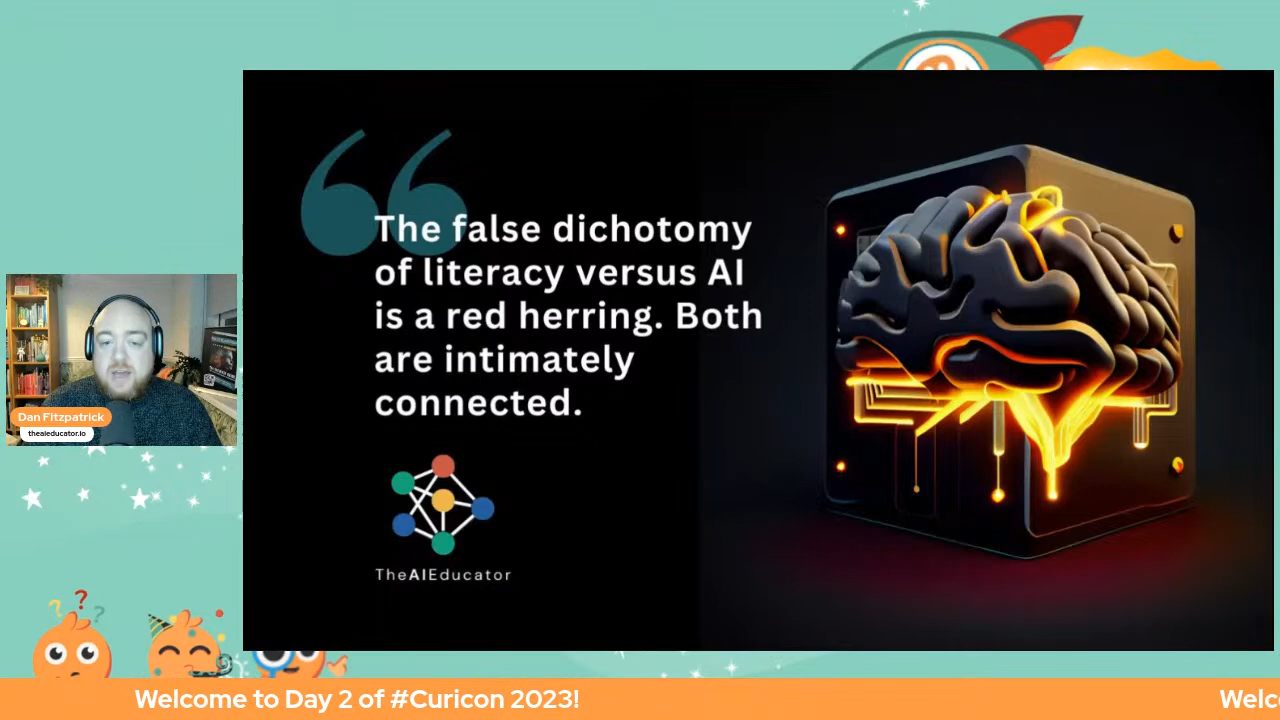 The false dichotomy
of literacy versus AI
is a red herring. Both
are intimately
connected.
TheAIEducator
Dan Fitzpatrick
theaieducator.io
Welcome to Day 2 of #Curicon 2023!
Welc